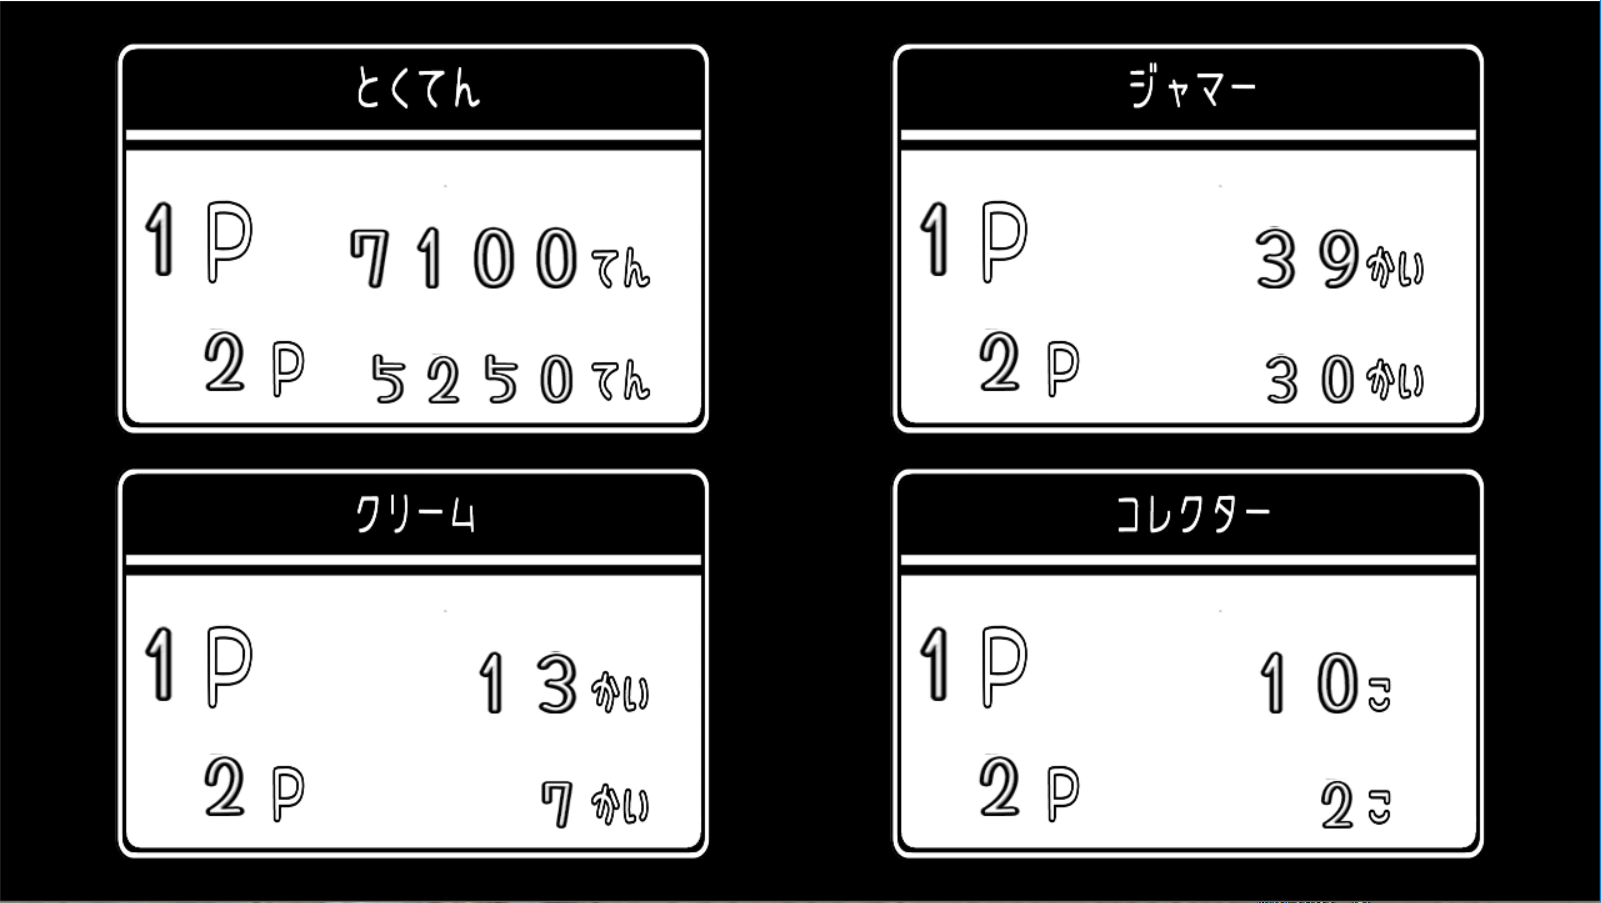 とくてん
1P 7100てん
2P 5250てん
ジャマー
1P 39かい
2P 30かい
クリーム
1P 13かい
2P 7かい
コレクター
1P 10こ
2P 2こ